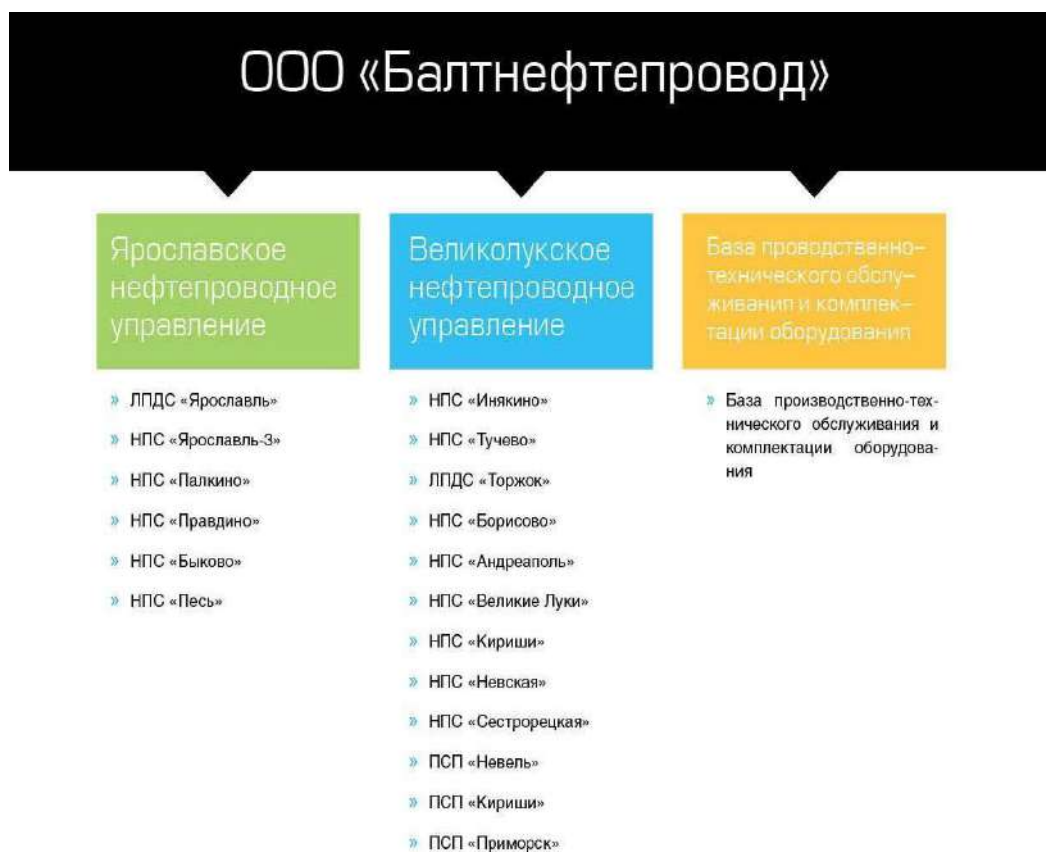 ООО «Балтнефтепровод»
Ярославское
нефтепроводное
управление
» ЛПДС «Ярославль»
» НПС «Ярославль-3»
» НПС «Палкино»
» НПС «Правдино»
» НПС «Быково»
» НПС «Песь»
Великолукское
нефтепроводное
управление
» НПС «Инякино»
» НПС «Тучево»
» ЛПДС «Торжок»
» НПС «Борисово»
» НПС «Андреаполь»
» НПС «Великие Луки»
» НПС «Кириши»
» НПС «Невская»
» НПС «Сестрорецкая»
» ПСП «Невель»
» ПСП «Кириши»
» ПСП «Приморск»
База проводственно-
технического обслу-
живания и комплек-
тации оборудования
» База производственно-тех-
нического обслуживания и
комплектации оборудова-
ния